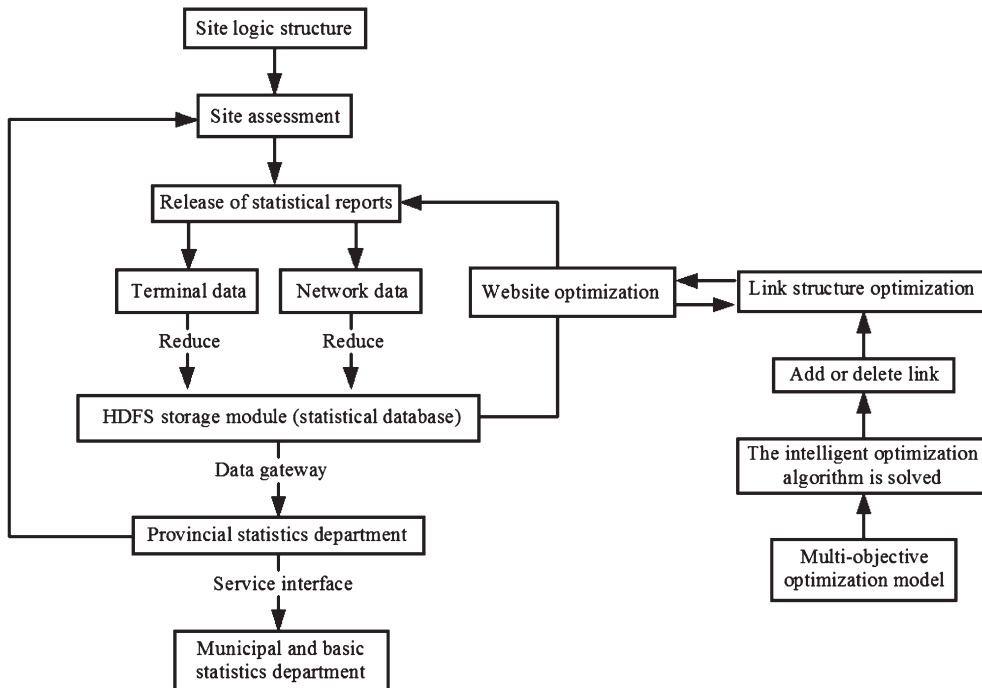 Site logic structure
Site assessment
Release of statistical reports
Terminal data
Network data
Website optimization
Link structure optimization
Reduce
Reduce
Add or delete link
HDFS storage module (statistical database)
The intelligent optimization
algorithm is solved
Data gateway
Provincial statistics department
Multi-objective
optimization model
Service interface
Municipal and basic
statistics department